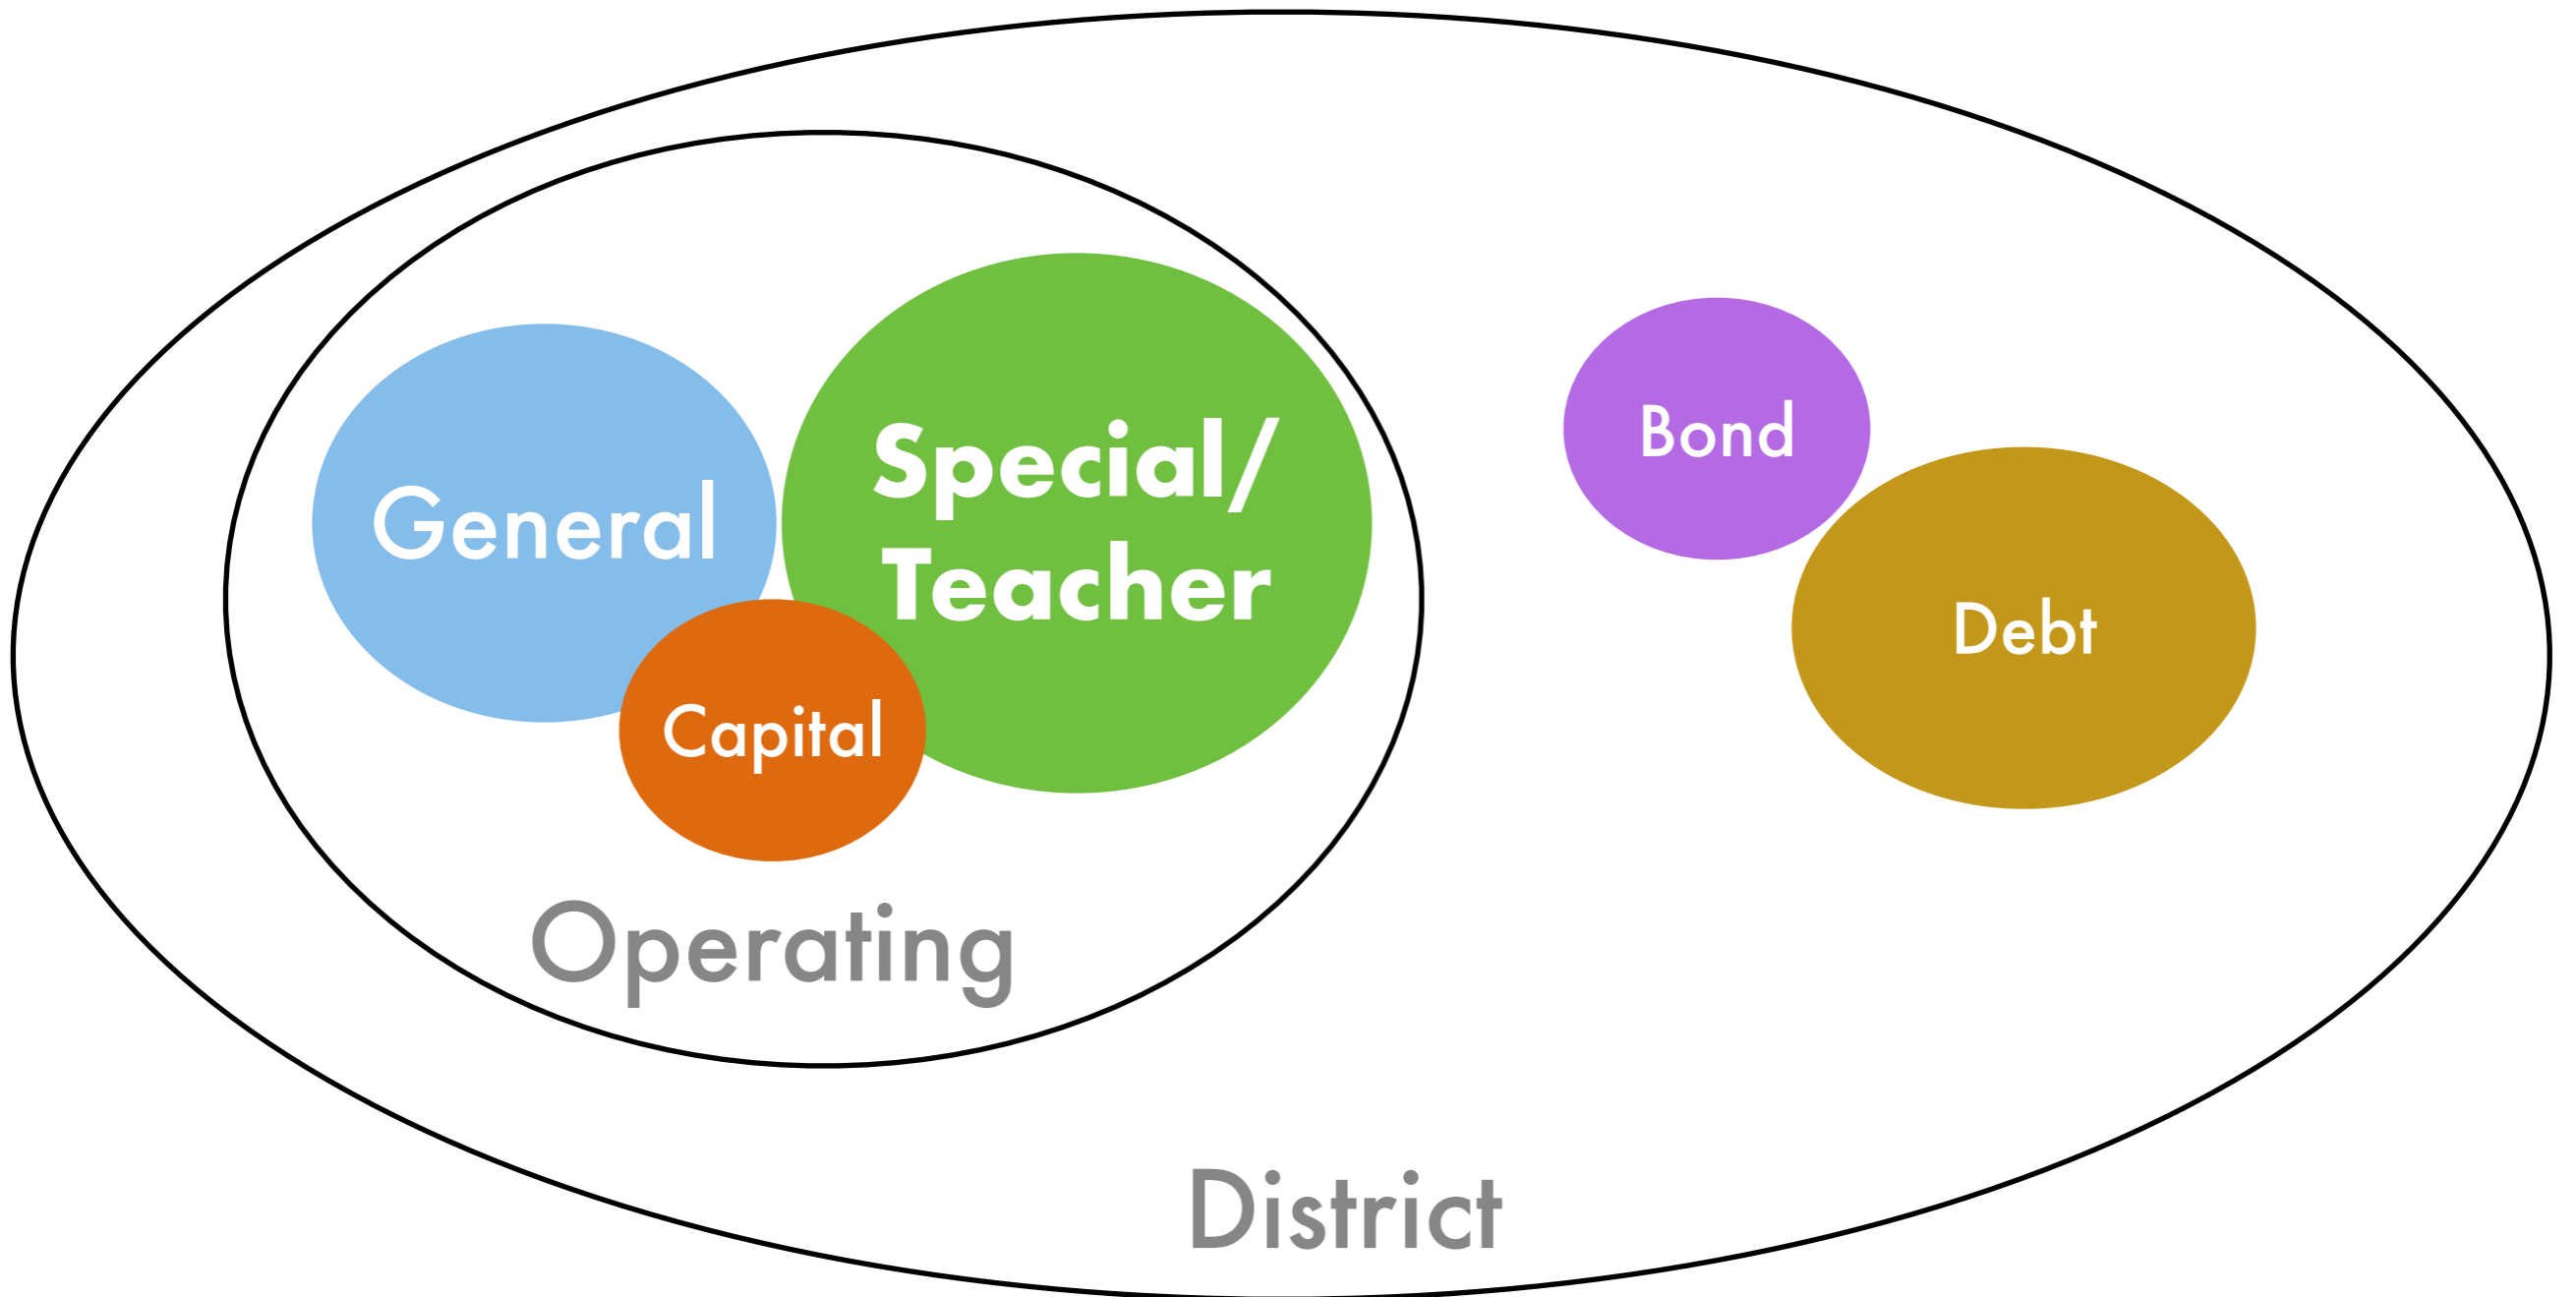 Special/
Teacher
General
Capital
Operating
Bond
Debt
District